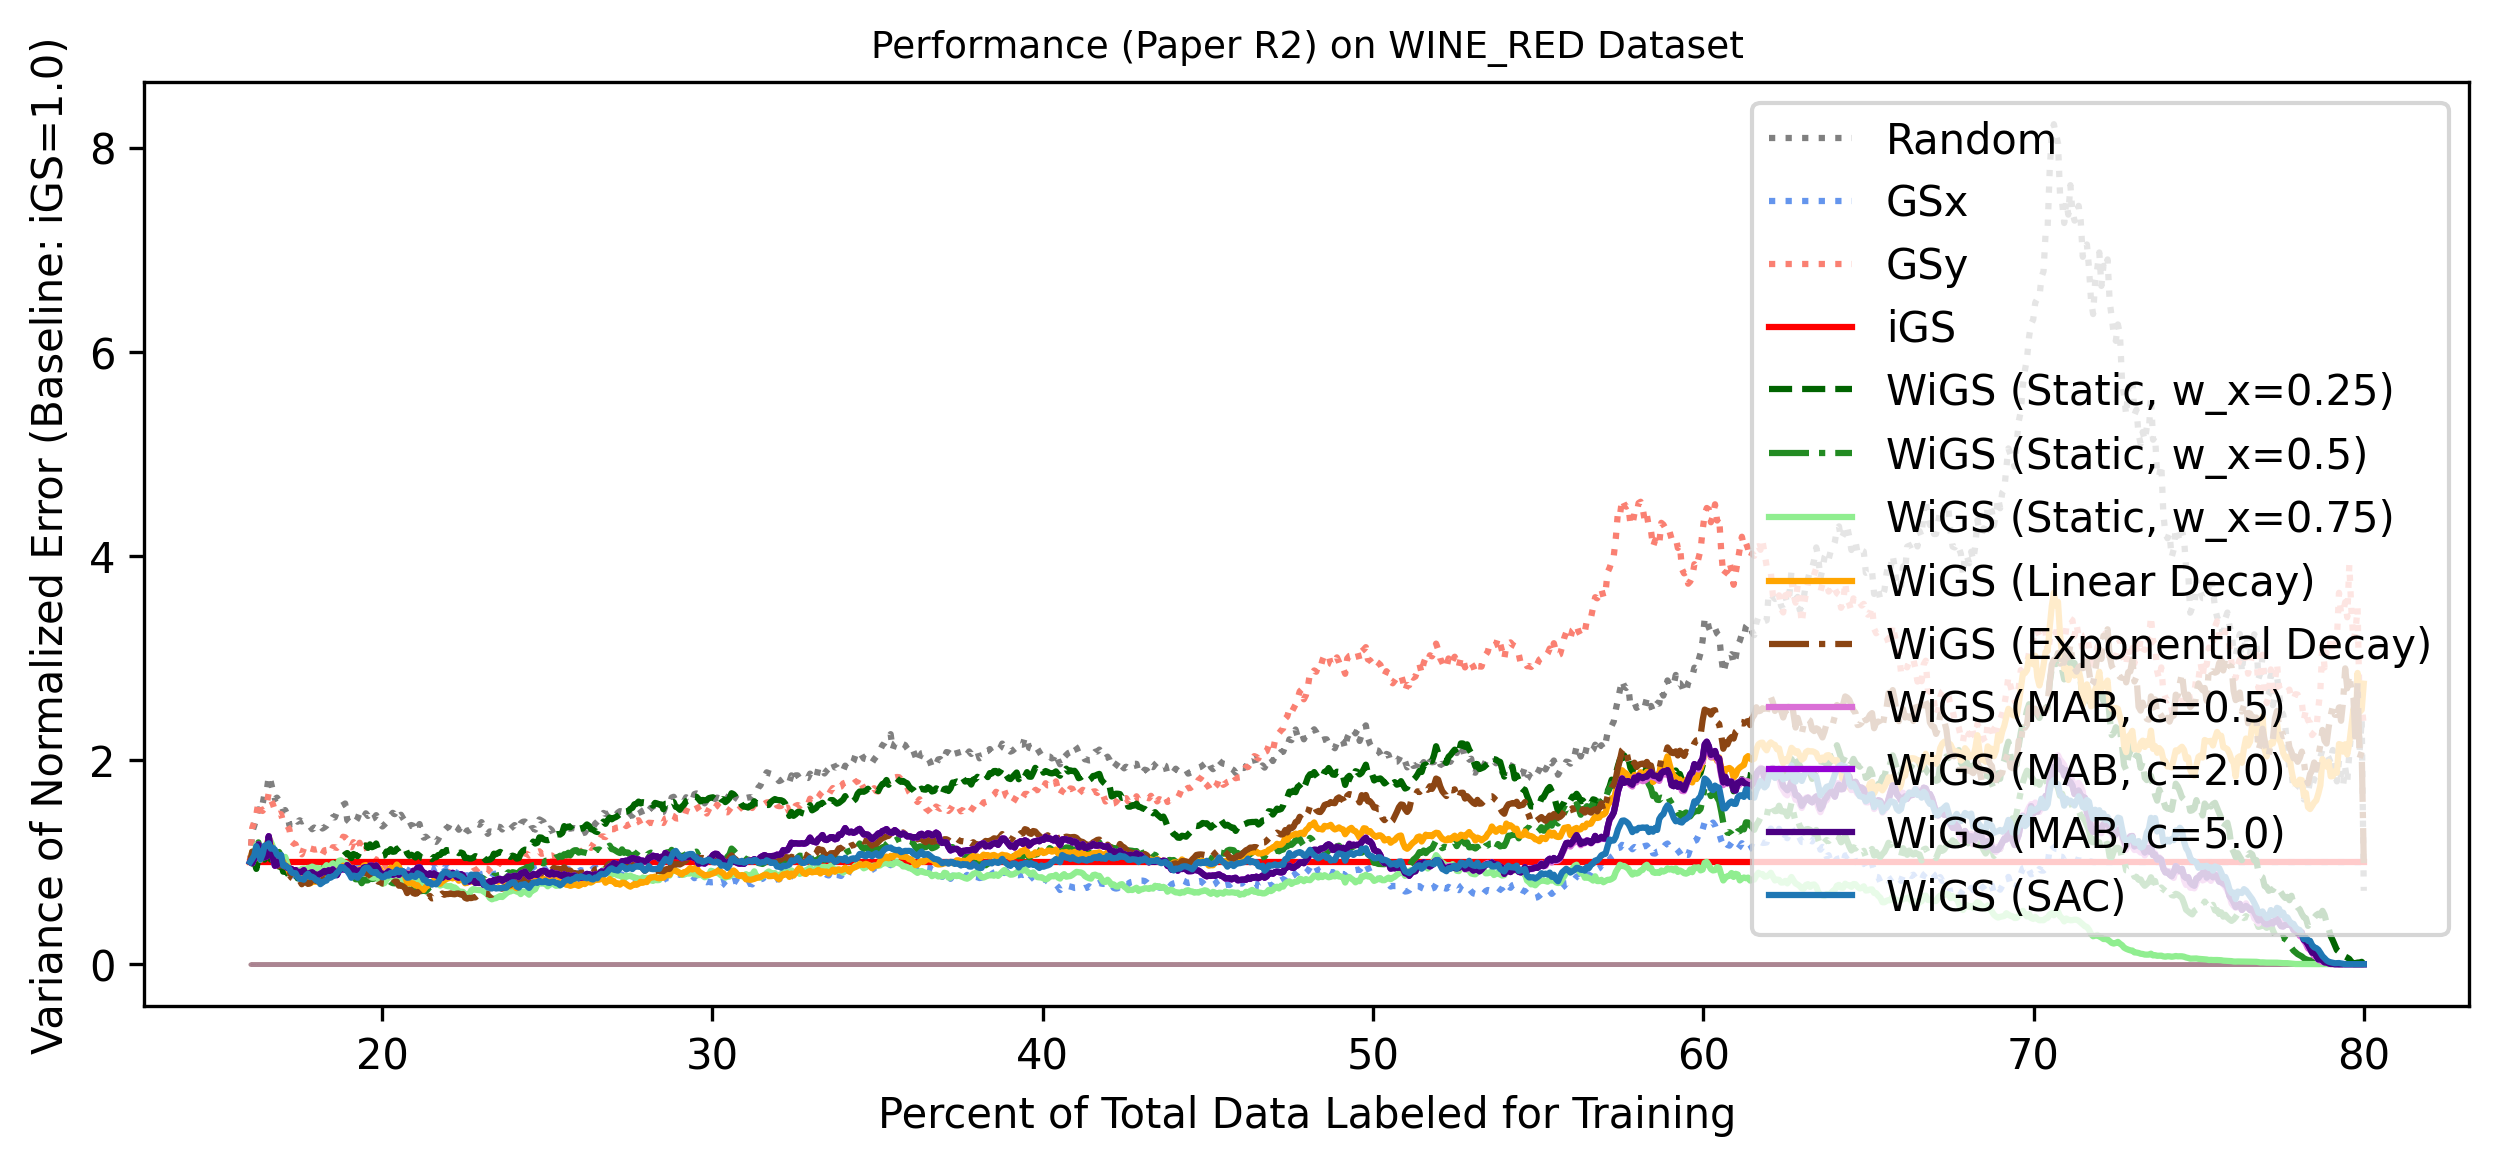 Performance (Paper R2) on WINE_RED Dataset
Variance of Normalized Error (Baseline: iGS=1.0)
8
6
4
2
0
Random
GSx
GSy
iGS
WiGS (Static, w_x=0.25)
WiGS (Static, w_x=0.5)
WiGS (Static, w_x=0.75)
WiGS (Linear Decay)
WiGS (Exponential Decay)
WiGS (MAB, c=0.5)
WiGS (MAB, c=2.0)
WiGS (MAB, c=5.0)
WiGS (SAC)
20 30 40 50 60 70 80
Percent of Total Data Labeled for Training